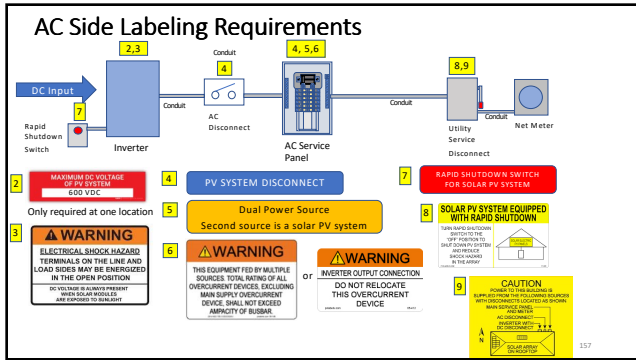 AC Side Labeling Requirements
2,3
Conduit
4
4, 5,6
8,9
DC Input
7
Conduit
Conduit
Conduit
Rapid
Shutdown
Switch
Inverter
AC
Disconnect
AC Service
Panel
Utility
Service
Disconnect
Net Meter
2
MAXIMUM DC VOLTAGE
OF PV SYSTEM
600 VDC
Only required at one location
3
WARNING
ELECTRICAL SHOCK HAZARD
TERMINALS ON THE LINE AND
LOAD SIDES MAY BE ENERGIZED
IN THE OPEN POSITION
DC VOLTAGE IS ALWAYS PRESENT
WHEN SOLAR MODULES
ARE EXPOSED TO SUNLIGHT
4
PV SYSTEM DISCONNECT
5
Dual Power Source
Second source is a solar PV system
6
WARNING
THIS EQUIPMENT FED BY MULTIPLE
SOURCES. TOTAL RATING OF ALL
OVERCURRENT DEVICES, EXCLUDING
MAIN SUPPLY OVERCURRENT
DEVICE, SHALL NOT EXCEED
AMPACITY OF BUSBAR.
or
WARNING
INVERTER OUTPUT CONNECTION
DO NOT RELOCATE
THIS OVERCURRENT
DEVICE
7
RAPID SHUTDOWN SWITCH
FOR SOLAR PV SYSTEM
8
SOLAR PV SYSTEM EQUIPPED
WITH RAPID SHUTDOWN
TURN RAPID SHUTDOWN
SWITCH TO THE
"OFF" POSITION TO
SHUT DOWN PV SYSTEM
AND REDUCE
SHOCK HAZARD
IN THE ARRAY
9
CAUTION
POWER TO THIS BUILDING IS
SUPPLIED FROM THE FOLLOWING SOURCES
WITH DISCONNECTS LOCATED AS SHOWN
MAIN SERVICE PANEL
AND METER
AC DISCONNECT
INVERTER WITH
DC DISCONNECT
N
SOLAR ARRAY
ON ROOFTOP
157